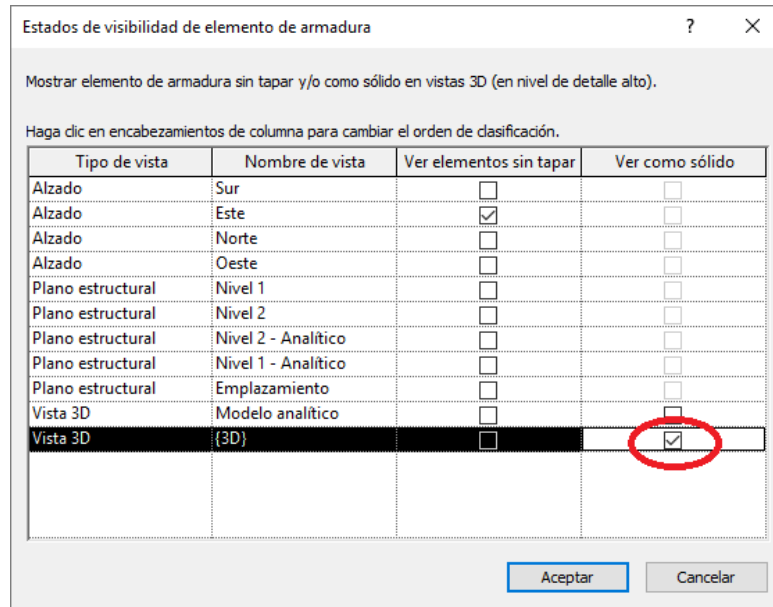 Estados de visibilidad de elemento de armadura ?
Mostrar elemento de armadura sin tapar y/o como sólido en vistas 3D (en nivel de detalle alto).
Haga clic en encabezamientos de columna para cambiar el orden de clasificación.
Tipo de vista Nombre de vista Ver elementos sin tapar Ver como sólido
Alzado Sur
Alzado Este
Alzado Norte
Alzado Oeste
Plano estructural Nivel 1
Plano estructural Nivel 2
Plano estructural Nivel 2 - Analítico
Plano estructural Nivel 1 - Analítico
Plano estructural Emplazamiento
Vista 3D Modelo analítico
Vista 3D {3D}
Aceptar Cancelar